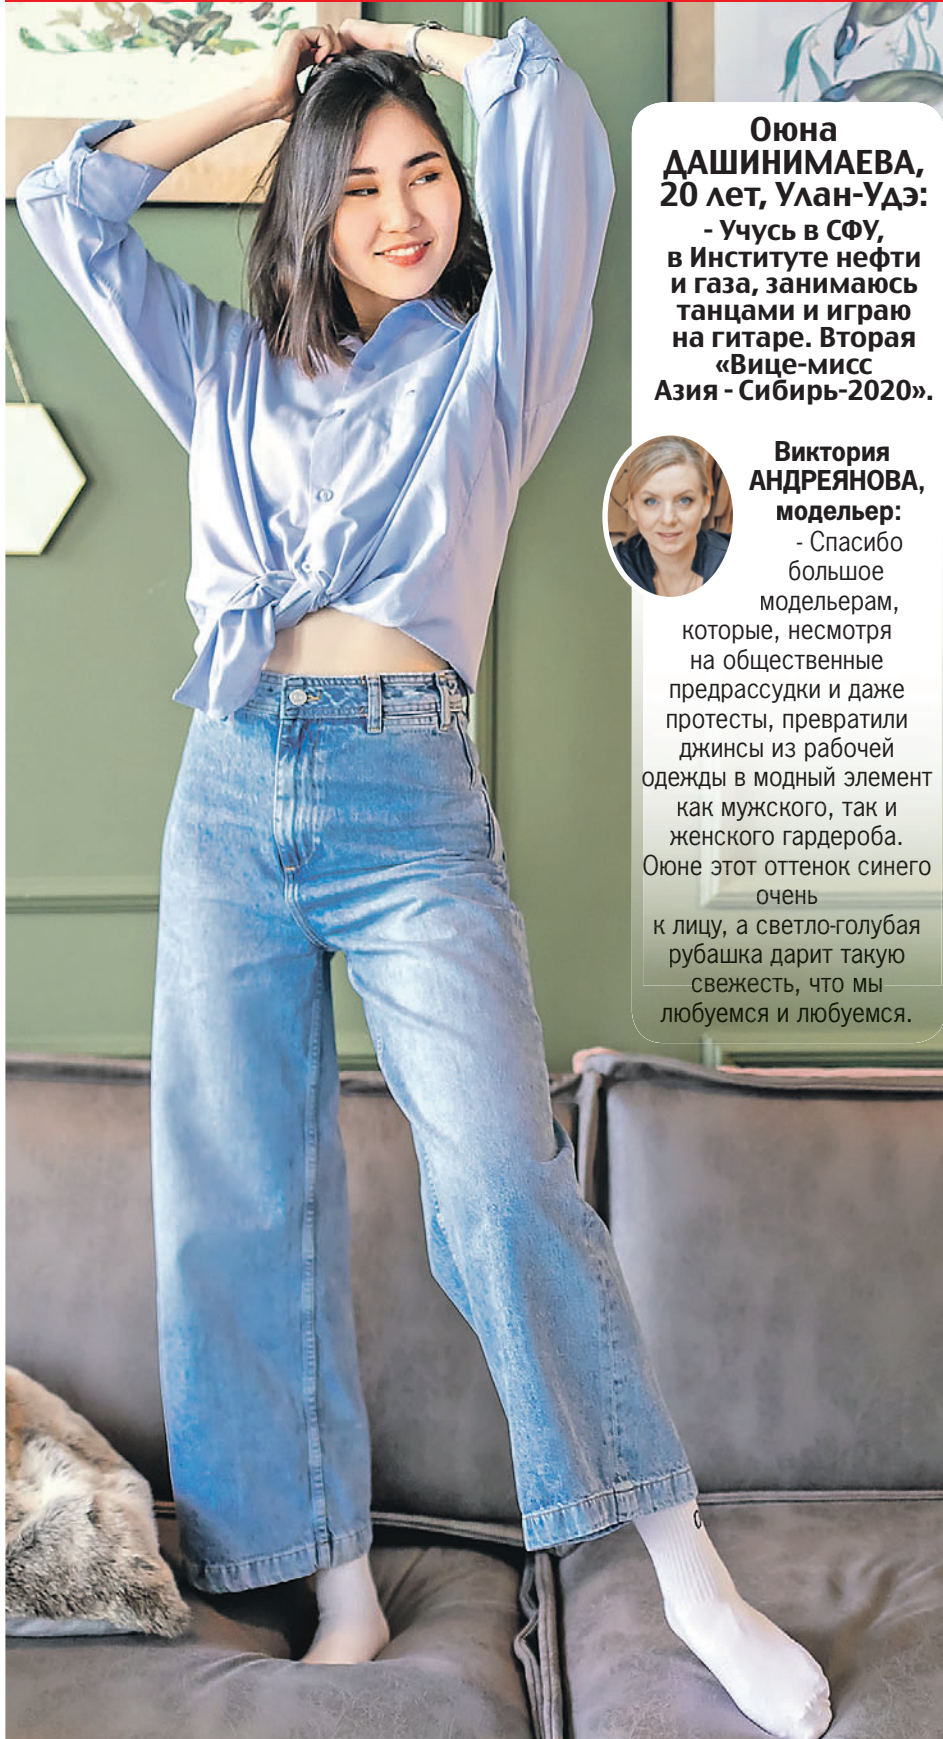 Оюна
ДАШИНИМАЕВА,
20 лет, Улан-Удэ:
- Учусь в СФУ,
в Институте нефти
и газа, занимаюсь
танцами и играю
на гитаре. Вторая
«Вице-мисс
Азия - Сибирь-2020».
Виктория
АНДРЕЯНОВА,
модельер:
- Спасибо
большое
модельерам,
которые, несмотря
на общественные
предрассудки и даже
протесты, превратили
джинсы из рабочей
одежды в модный элемент
как мужского, так и
женского гардероба.
Оюне этот оттенок синего
очень
к лицу, а светло-голубая
рубашка дарит такую
свежесть, что мы
любуемся и любуемся.